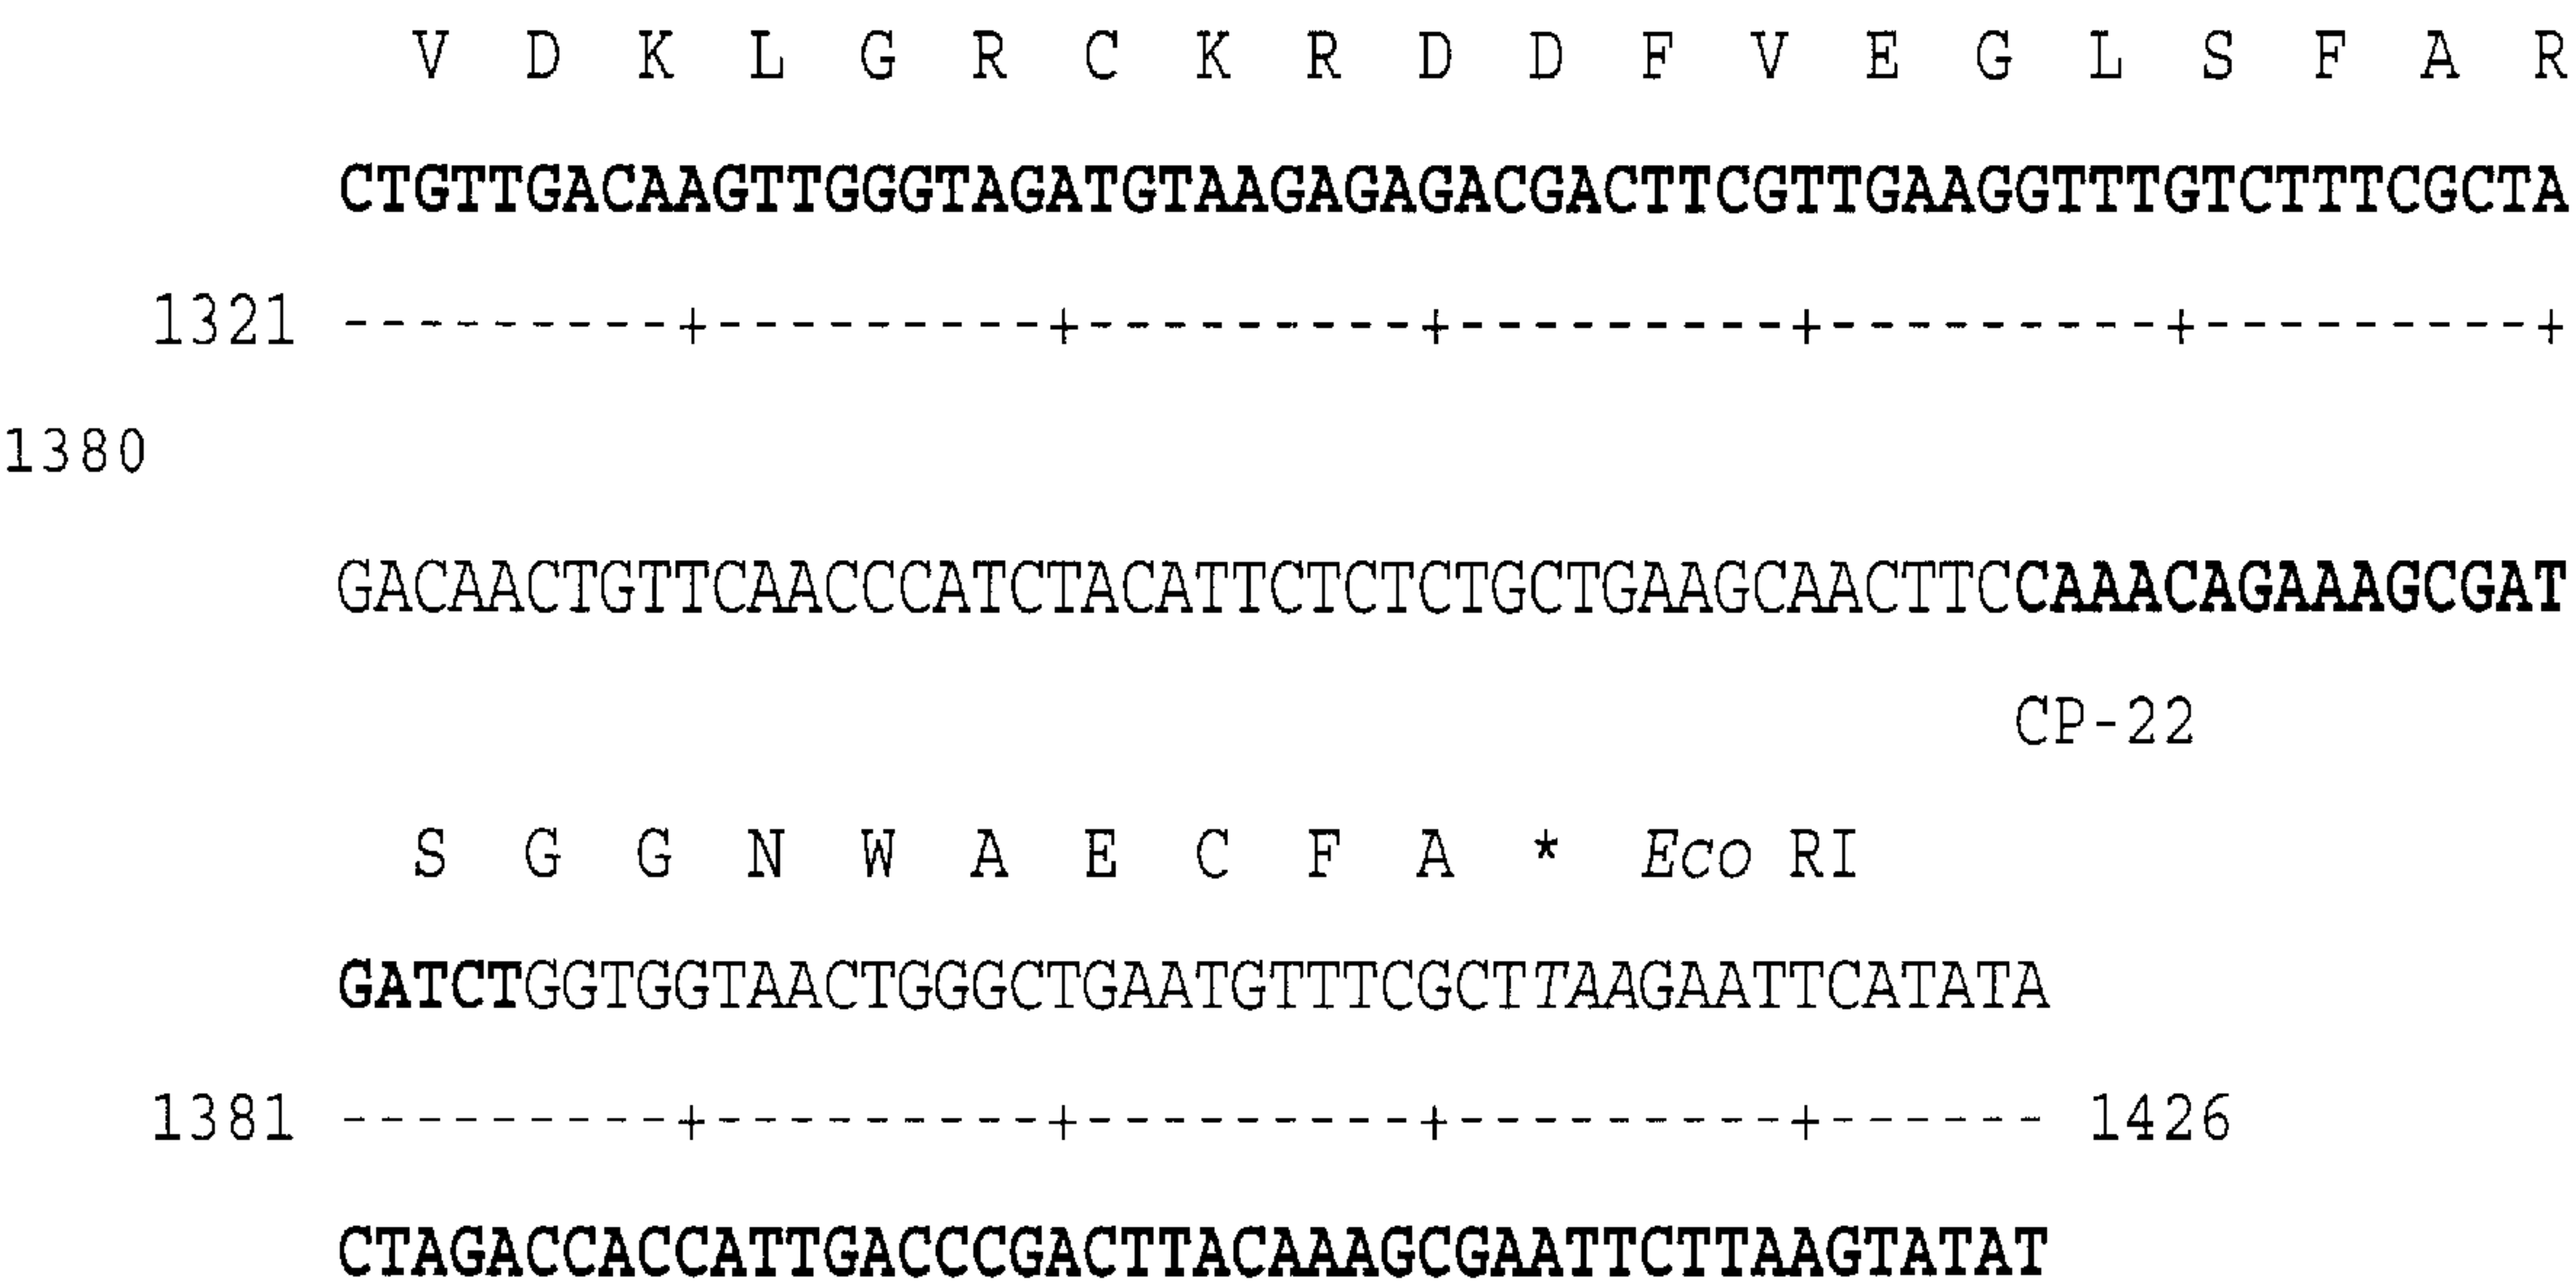 V D K L G R C K R D D F V E G L S F A R
CTGTTGACAAGTTGGGTAGATGTAAGAGAGACGACTTCGTTGAAGGTTTGTCTTTCGCTA
1321 ---------+---------+---------+---------+---------+---------+
1380
GACAACTGTTCAACCCATCTACATTCTCTCTGCTGAAGCAACTTCCAAACAGAAAGCGAT
CP-22
S G G N W A E C F A * Eco RI
GATCTGGTGGTAACTGGGCTGAATGTTTCGCTTAAGAATTCATATA
1381 ---------+---------+---------+---------+------ 1426
CTAGACCACCATTGACCCGACTTACAAAGCGAATTCTTAAGTATAT